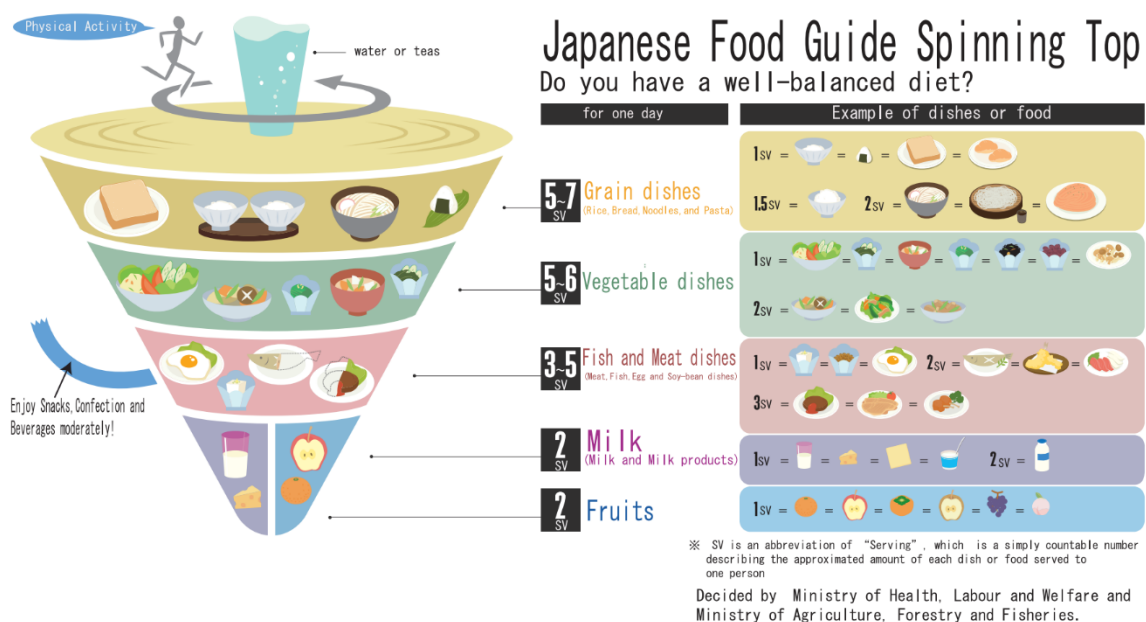 Physical Activity
water or teas
Japanese Food Guide Spinning Top
Do you have a well-balanced diet?
for one day
Example of dishes or food
5~7 SV
Grain dishes
(Rice, Bread, Noodles, and Pasta)
1SV = = = =
1.5SV = 2SV = = =
5~6 SV
Vegetable dishes
1SV = = = = = = =
2SV = = =
3~5 SV
Fish and Meat dishes
(Meat, Fish, Egg and Soy-bean dishes)
1SV = = = 2SV = = =
3SV = = =
Enjoy Snacks, Confection and
Beverages moderately!
2 SV
Milk
(Milk and Milk products)
1SV = = = = 2SV =
2 SV
Fruits
1SV = = = = = =
※ SV is an abbreviation of “Serving”, which is a simply countable number
describing the approximated amount of each dish or food served to
one person
Decided by Ministry of Health, Labour and Welfare and
Ministry of Agriculture, Forestry and Fisheries.